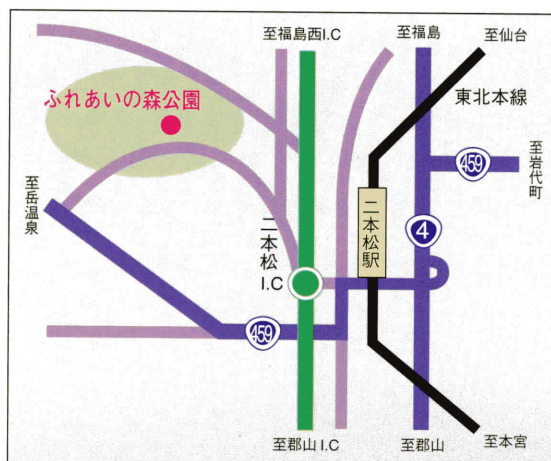 至福島西I.C
至福島
至仙台
ふれあいの森公園
東北本線
459
至岩代町
至岳温泉
二本松I.C
二本松駅
4
459
至郡山I.C
至郡山
至本宮